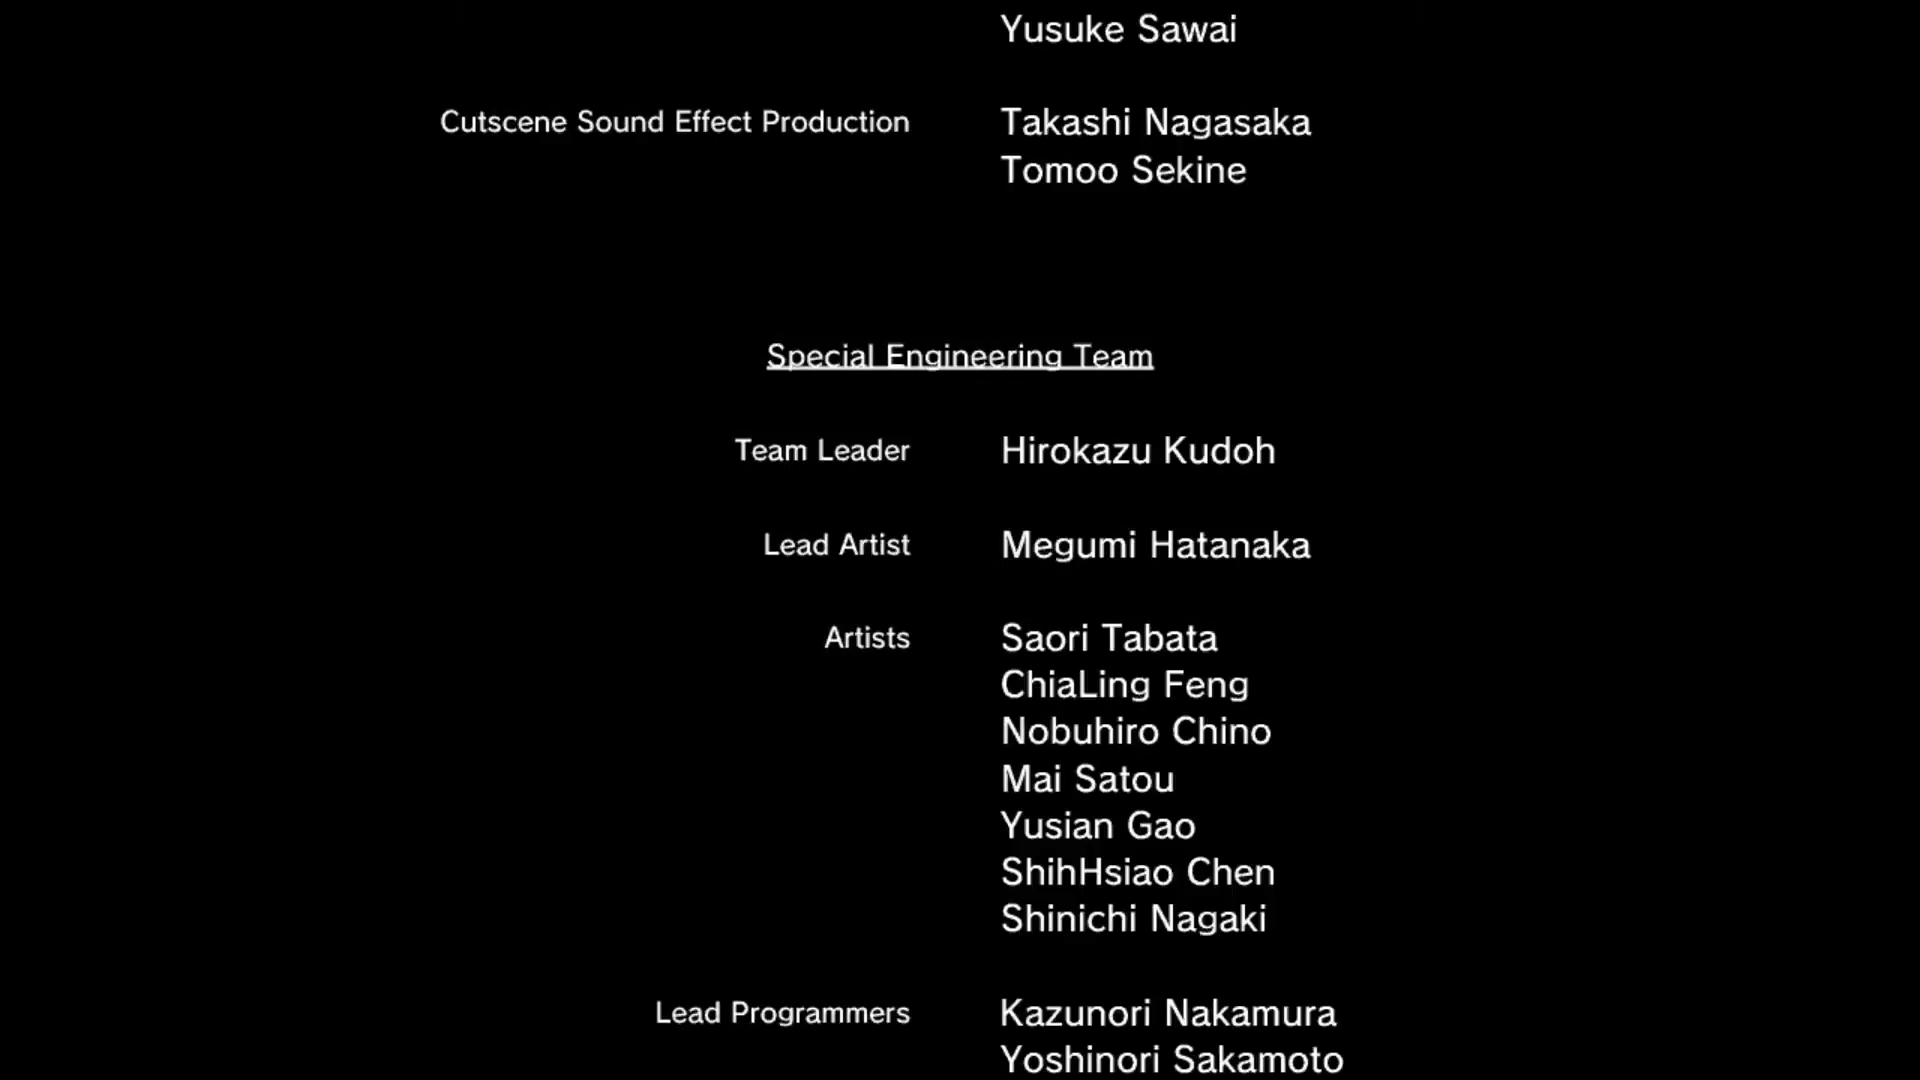 Yusuke Sawai
Cutscene Sound Effect Production Takashi Nagasaka
Tomoo Sekine
Special Engineering Team
Team Leader Hirokazu Kudoh
Lead Artist Megumi Hatanaka
Artists Saori Tabata
ChiaLing Feng
Nobuhiro Chino
Mai Satou
Yusian Gao
ShihHsiao Chen
Shinichi Nagaki
Lead Programmers Kazunori Nakamura
Yoshinori Sakamoto